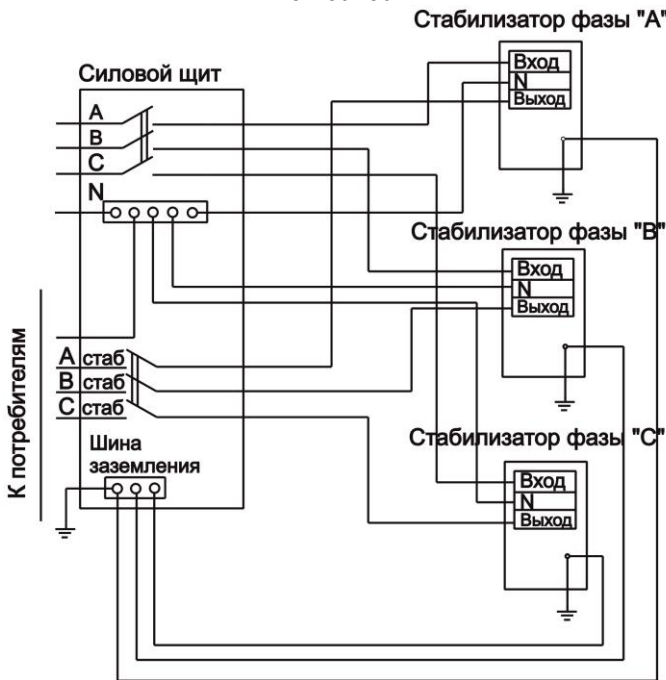 Стабилизатор фазы "А"
Силовой щит
Вход
N
Выход
А
В
С
N
Стабилизатор фазы "В"
Вход
N
Выход
К потребителям
А стаб
В стаб
С стаб
Шина
заземления
Стабилизатор фазы "С"
Вход
N
Выход